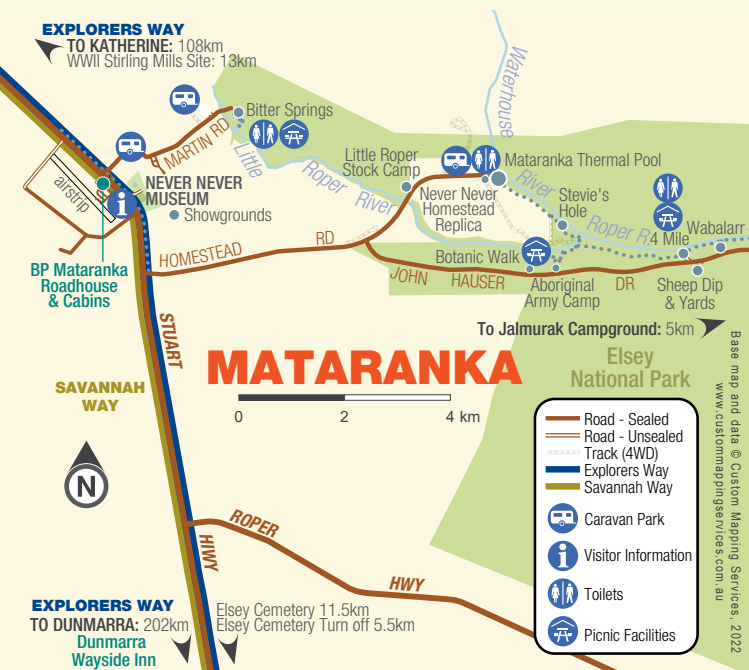 EXPLORERS WAY
TO KATHERINE: 108km
WWII Stirling Mills Site: 13km
Waterhouse
River
Bitter Springs
MARTIN RD
Little
Roper
River
Little Roper
Stock Camp
Mataranka Thermal Pool
Never Never
Homestead
Replica
Stevie's
Hole
Roper R.
4 Mile
Wabalarr
airstrip
NEVER NEVER
MUSEUM
Showgrounds
HOMESTEAD
RD
Botanic Walk
JOHN
HAUSER
DR
Aboriginal
Army Camp
Sheep Dip
& Yards
BP Mataranka
Roadhouse
& Cabins
To Jalmurak Campground: 5km
STUART
HIWY
MATARANKA
0
2
4 km
Elsey
National Park
SAVANNAH
WAY
N
ROPER
HWY
Road - Sealed
Road - Unsealed
Track (4WD)
Explorers Way
Savannah Way
Caravan Park
i
Visitor Information
Toilets
Picnic Facilities
Base map and data © Custom Mapping Services, 2022
www.custommappingservices.com.au
EXPLORERS WAY
TO DUNMARRA: 202km
Dunmarra
Wayside Inn
Elsey Cemetery 11.5km
Elsey Cemetery Turn off 5.5km